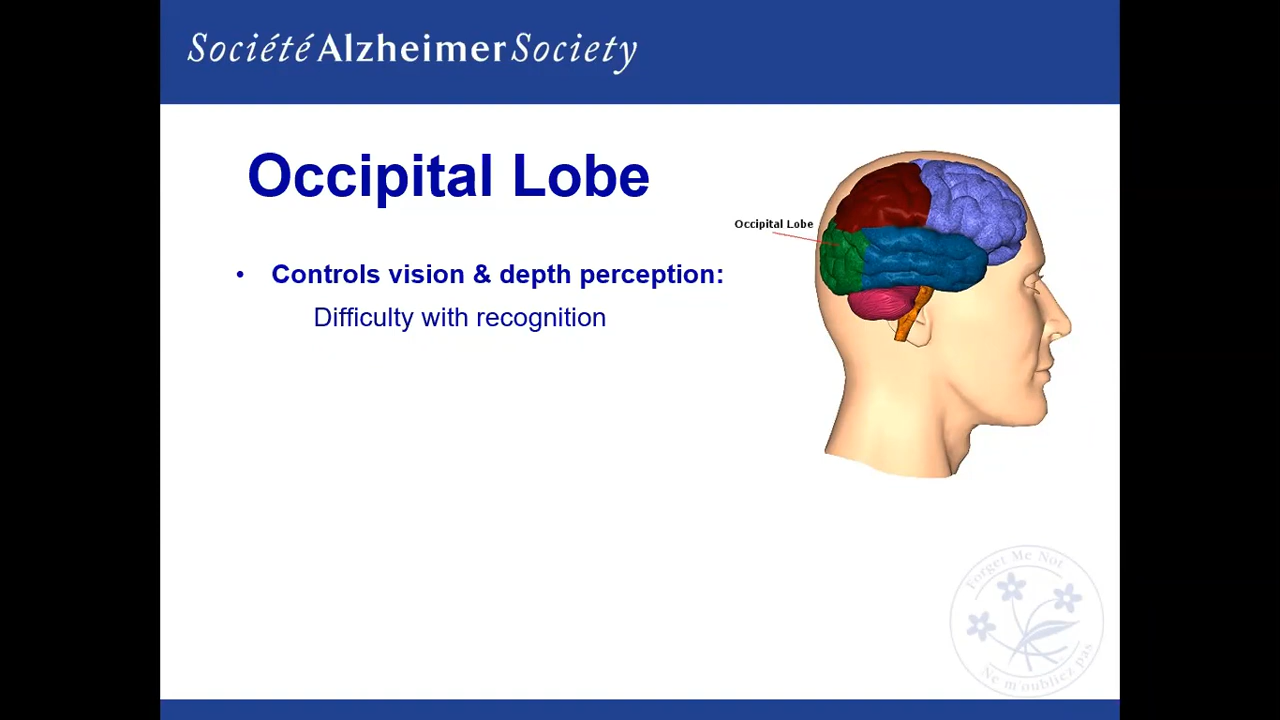 Société Alzheimer Society
Occipital Lobe
Occipital Lobe
• Controls vision & depth perception:
Difficulty with recognition
Forget Me Not
Ne m'oubliez pas